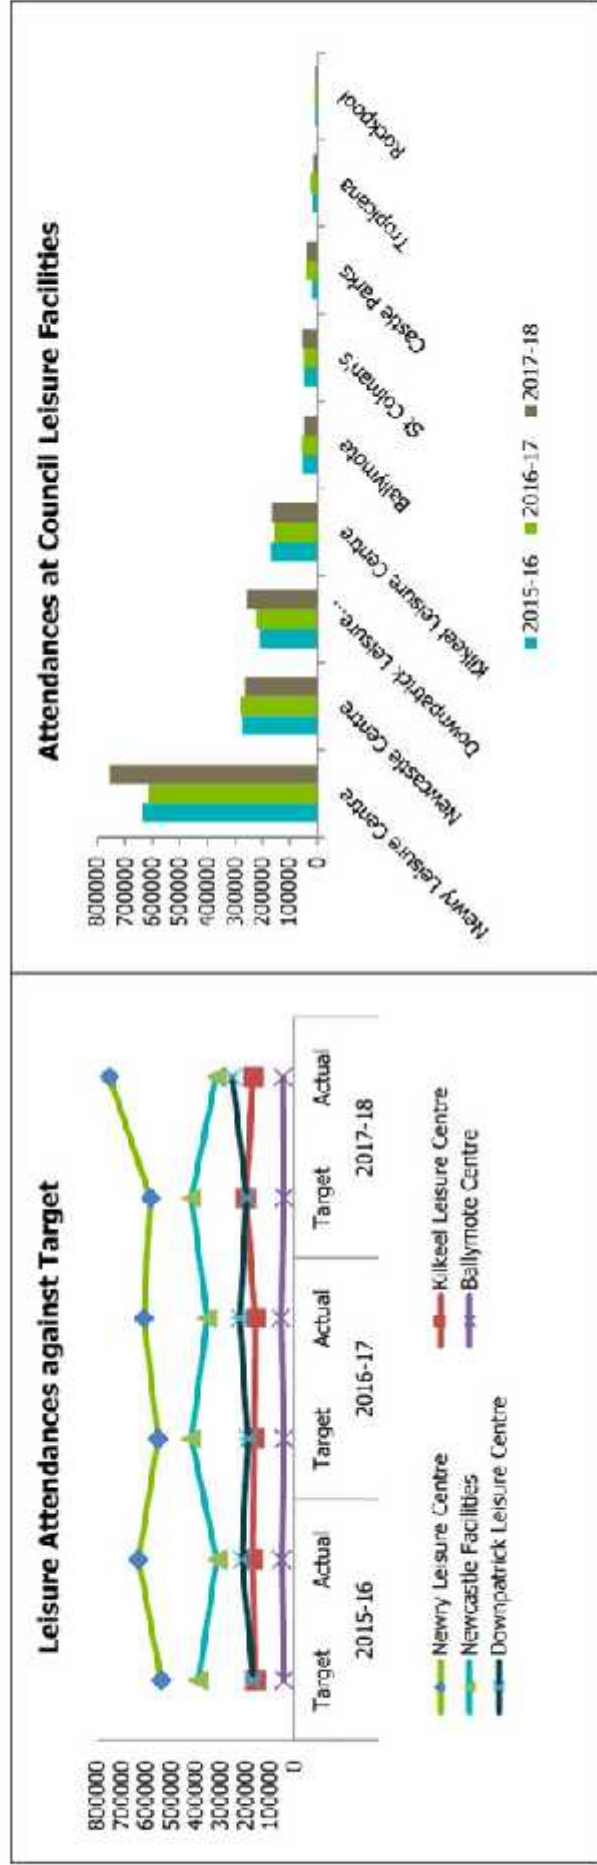 Leisure Attendances against Target
800000
700000
600000
500000
400000
300000
200000
100000
0
Target Actual Target Actual Target Actual
2015-16 2016-17 2017-18
Newry Leisure Centre Kilkeel Leisure Centre
Newcastle Facilities Ballymote Centre
Downpatrick Leisure Centre
Attendances at Council Leisure Facilities
800000
700000
600000
500000
400000
300000
200000
100000
0
Newry Leisure Centre
Newcastle Centre
Downpatrick Leisure...
Kilkeel Leisure Centre
Ballymote
St Colman's
Castle Parks
Tropicana
Rockpool
2015-16 2016-17 2017-18